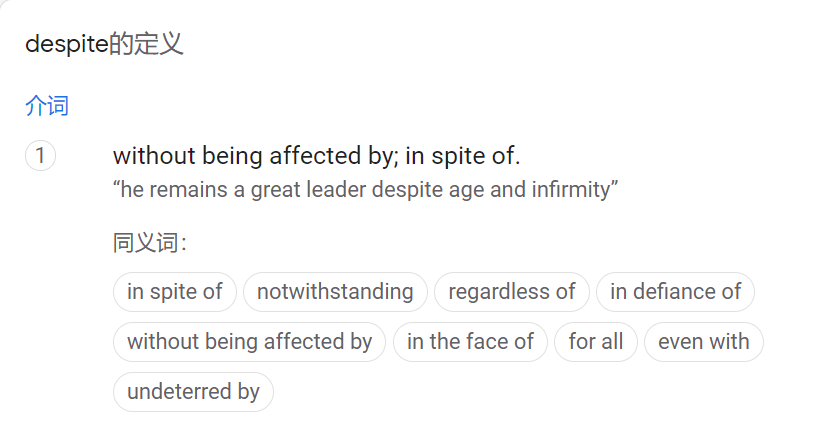 despite的定义
介词
1 without being affected by; in spite of.
“he remains a great leader despite age and infirmity”
同义词：
in spite of notwithstanding regardless of in defiance of
without being affected by in the face of for all even with
undeterred by